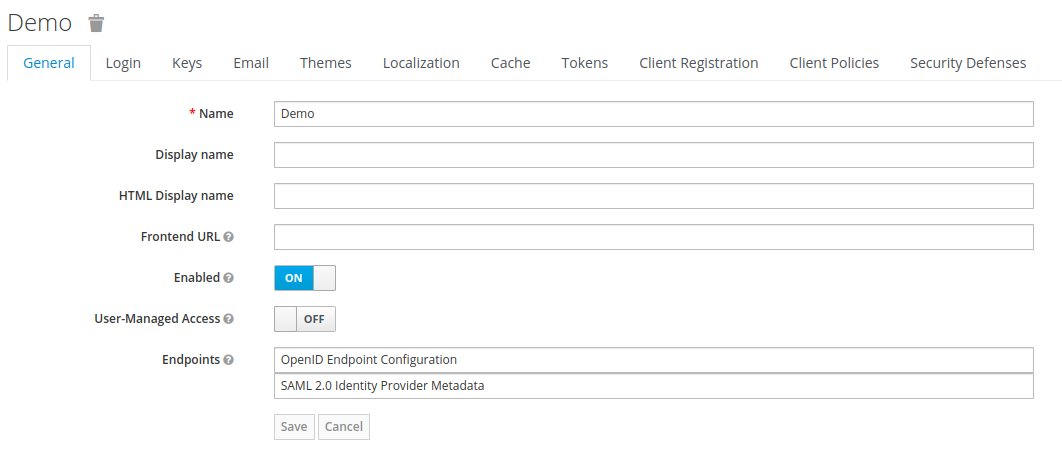 Demo
General Login Keys Email Themes Localization Cache Tokens Client Registration Client Policies Security Defenses
* Name Demo
Display name
HTML Display name
Frontend URL ?
Enabled ? ON
User-Managed Access ? OFF
Endpoints ? OpenID Endpoint Configuration
SAML 2.0 Identity Provider Metadata
Save Cancel